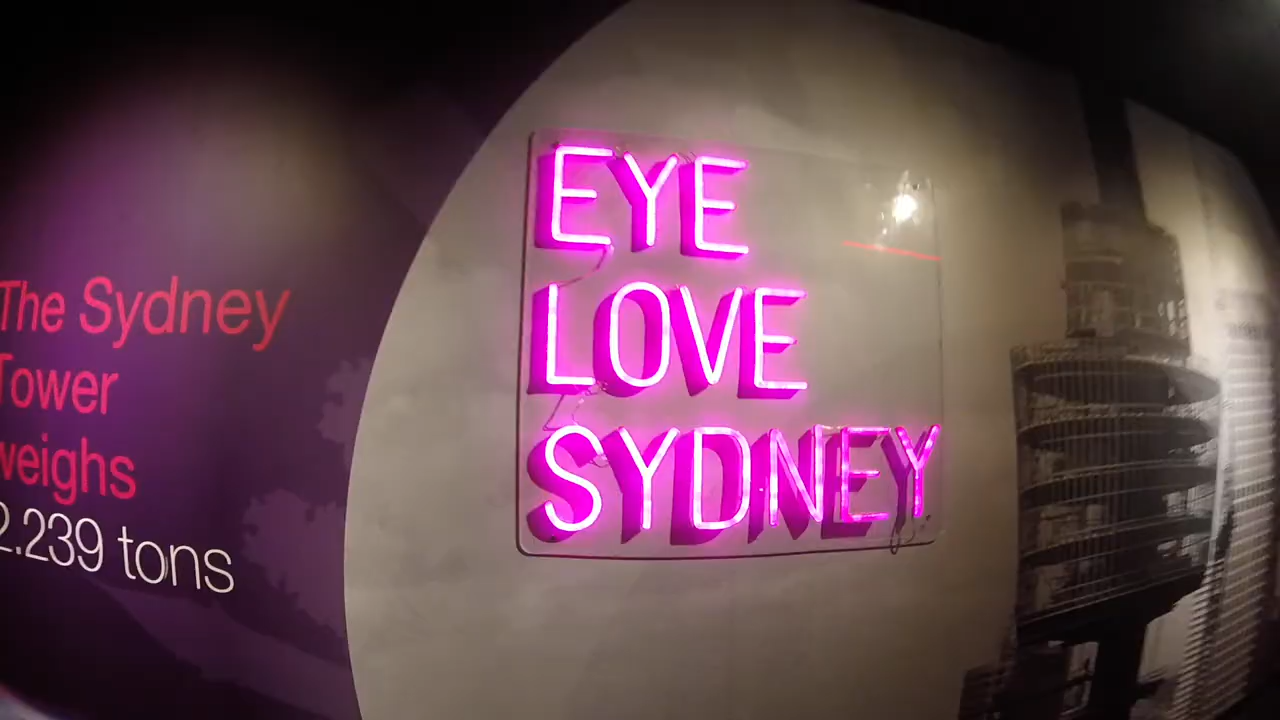 The Sydney
Tower
weighs
2.239 tons
EYE
LOVE
SYDNEY